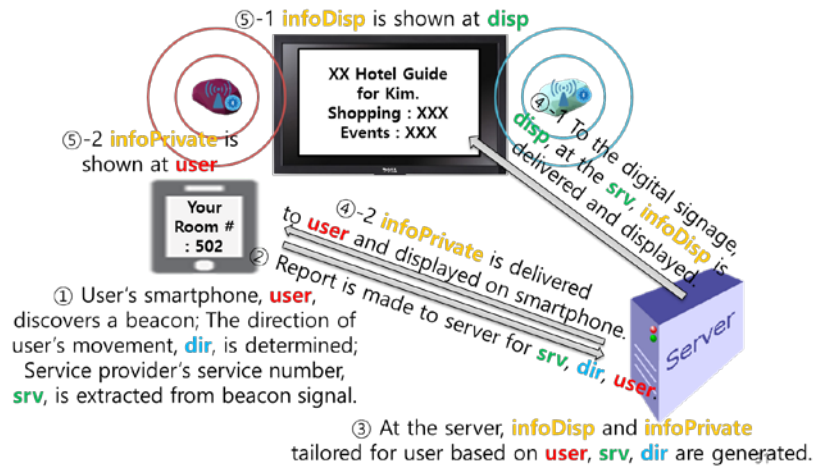 ⑤-1 infoDisp is shown at disp
XX Hotel Guide
for Kim.
Shopping : XXX
Events : XXX
DELL
⑤-2 infoPrivate is
shown at user
Your
Room #
: 502
④-1 To the digital signage,
disp, at the srv, infoDisp is
delivered and displayed.
④-2 infoPrivate is delivered
to user and displayed on smartphone.
② Report is made to server for srv, dir, user.
① User's smartphone, user,
discovers a beacon; The direction of
user's movement, dir, is determined;
Service provider's service number,
srv, is extracted from beacon signal.
Server
③ At the server, infoDisp and infoPrivate
tailored for user based on user, srv, dir are generated.